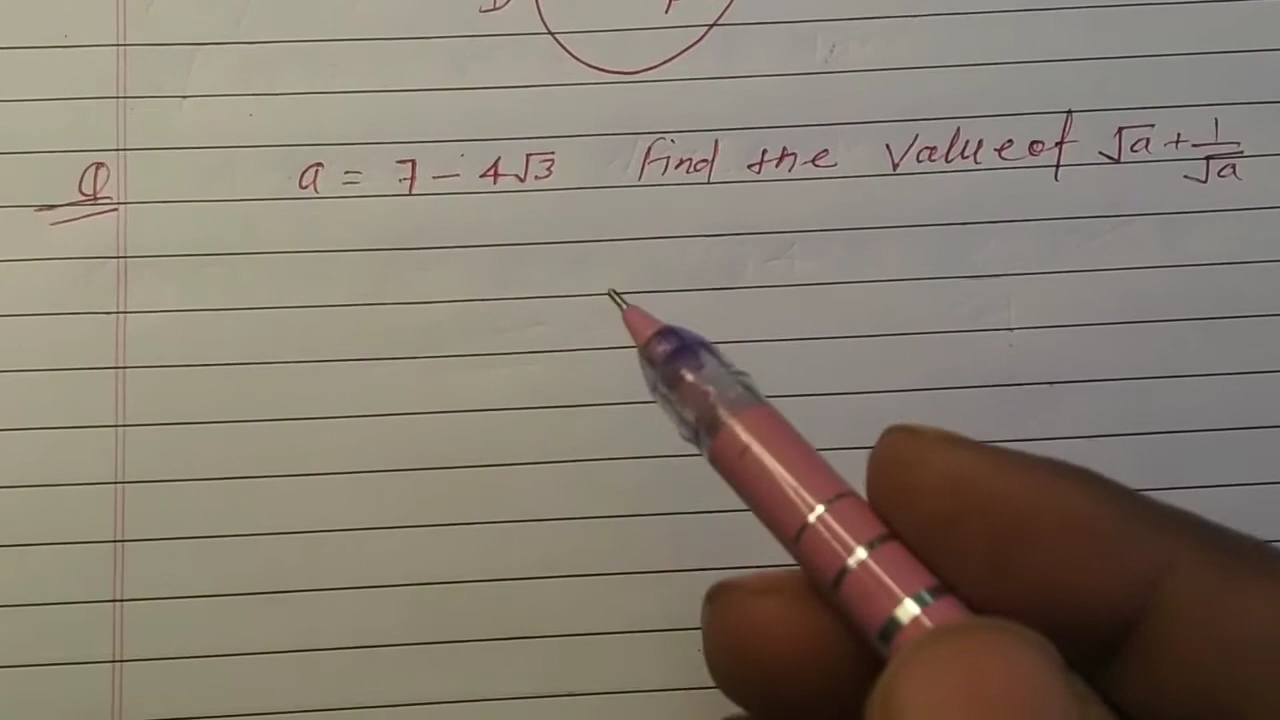 Q a = 7 - 4√3 find the value of √a + 1/√a